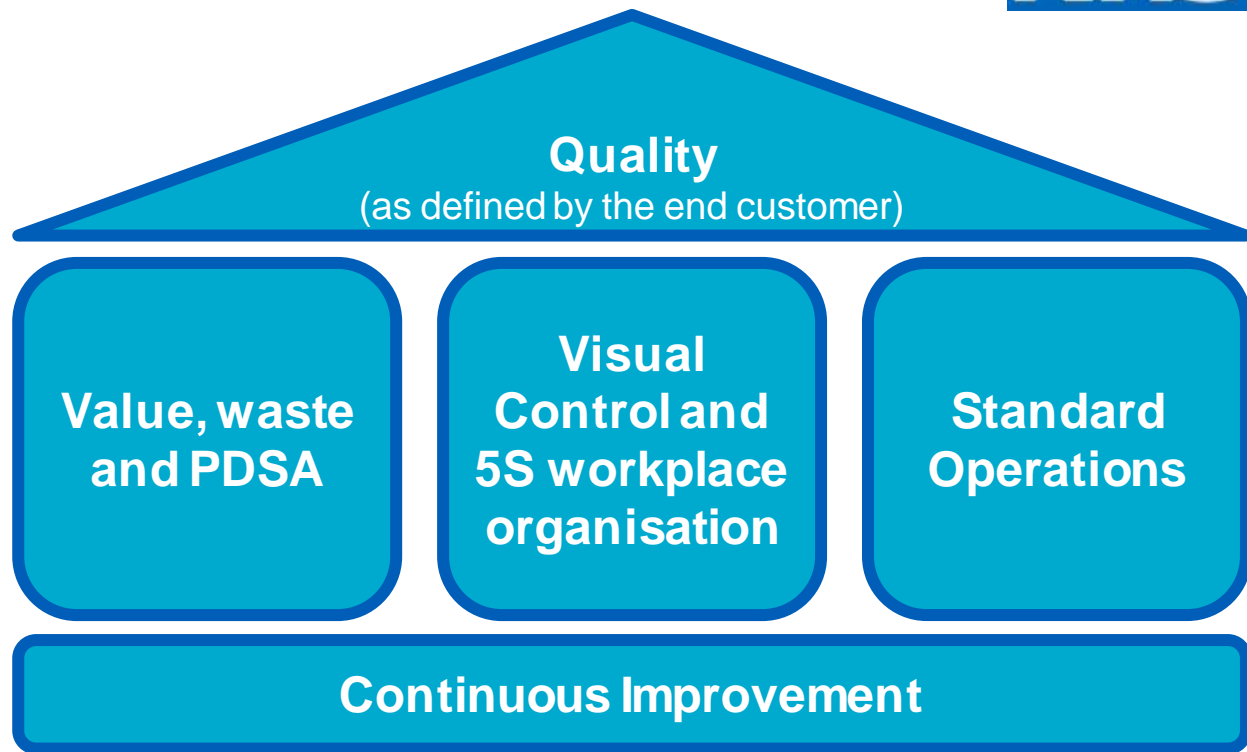 Quality
(as defined by the end customer)
Value, waste
and PDSA
Visual
Control and
5S workplace
organisation
Standard
Operations
Continuous Improvement